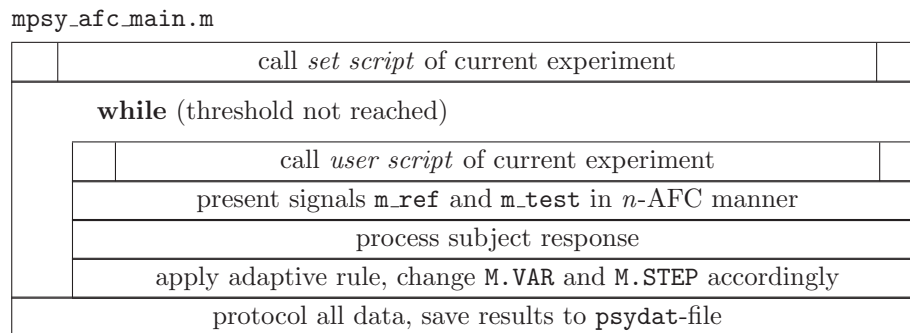 mpsy_afc_main.m
call set script of current experiment
while (threshold not reached)
call user script of current experiment
present signals m_ref and m_test in n-AFC manner
process subject response
apply adaptive rule, change M.VAR and M.STEP accordingly
protocol all data, save results to psydat-file